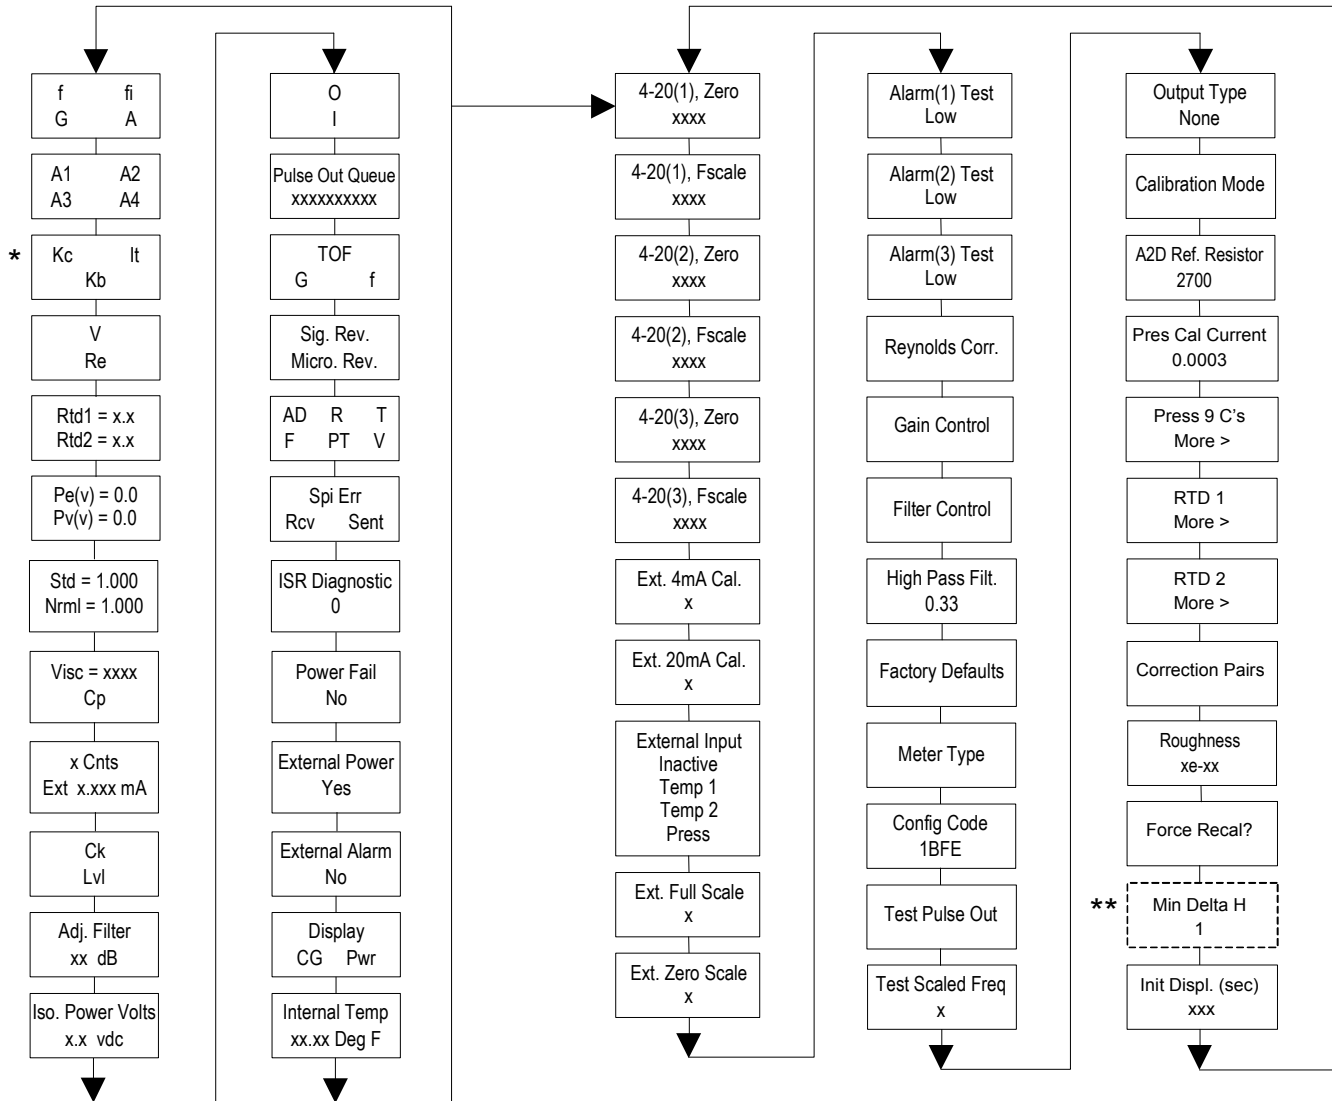 f fi
G A
A1 A2
A3 A4
*
Kc It
Kb
V
Re
Rtd1 = x.x
Rtd2 = x.x
Pe(v) = 0.0
Pv(v) = 0.0
Std = 1.000
Nrml = 1.000
Visc = xxxx
Cp
x Cnts
Ext x.xxx mA
Ck
Lvl
Adj. Filter
xx dB
Iso. Power Volts
x.x vdc
O
I
Pulse Out Queue
xxxxxxxxxx
TOF
G f
Sig. Rev.
Micro. Rev.
AD R T
F PT V
Spi Err
Rcv Sent
ISR Diagnostic
0
Power Fail
No
External Power
Yes
External Alarm
No
Display
CG Pwr
Internal Temp
xx.xx Deg F
4-20(1), Zero
xxxx
4-20(1), Fscale
xxxx
4-20(2), Zero
xxxx
4-20(2), Fscale
xxxx
4-20(3), Zero
xxxx
4-20(3), Fscale
xxxx
Ext. 4mA Cal.
x
Ext. 20mA Cal.
x
External Input
Inactive
Temp 1
Temp 2
Press
Ext. Full Scale
x
Ext. Zero Scale
x
Alarm(1) Test
Low
Alarm(2) Test
Low
Alarm(3) Test
Low
Reynolds Corr.
Gain Control
Filter Control
High Pass Filt.
0.33
Factory Defaults
Meter Type
Config Code
1BFE
Test Pulse Out
Test Scaled Freq
x
Output Type
None
Calibration Mode
A2D Ref. Resistor
2700
Pres Cal Current
0.0003
Press 9 C's
More >
RTD 1
More >
RTD 2
More >
Correction Pairs
Roughness
xe-xx
Force Recal?
**
Min Delta H
1
Init Displ. (sec)
xxx